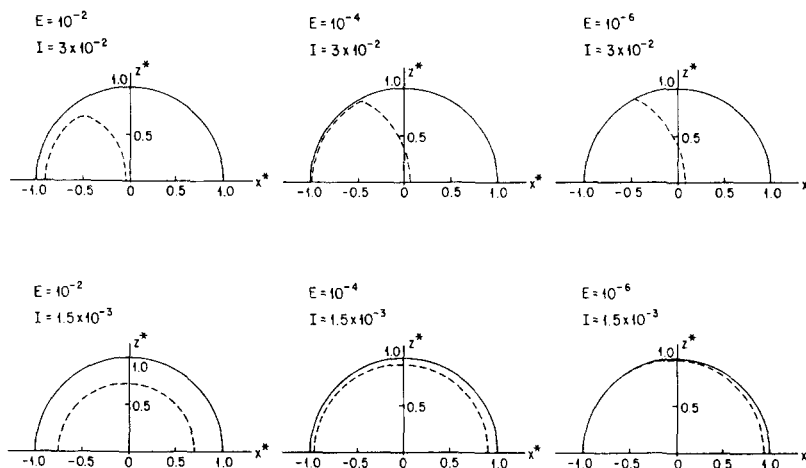 E = 10^-2
I = 3 x 10^-2
z*
1.0
0.5
-1.0 -0.5 0 0.5 1.0 x*
E = 10^-4
I = 3 x 10^-2
z*
1.0
0.5
-1.0 -0.5 0 0.5 1.0 x*
E = 10^-6
I = 3 x 10^-2
z*
1.0
0.5
-1.0 -0.5 0 0.5 1.0 x
E = 10^-2
I = 1.5 x 10^-3
z*
1.0
0.5
-1.0 -0.5 0 0.5 1.0 x*
E = 10^-4
I = 1.5 x 10^-3
z*
1.0
0.5
-1.0 -0.5 0 0.5 1.0 x*
E = 10^-6
I = 1.5 x 10^-3
z*
1.0
0.5
-1.0 -0.5 0 0.5 1.0 x*